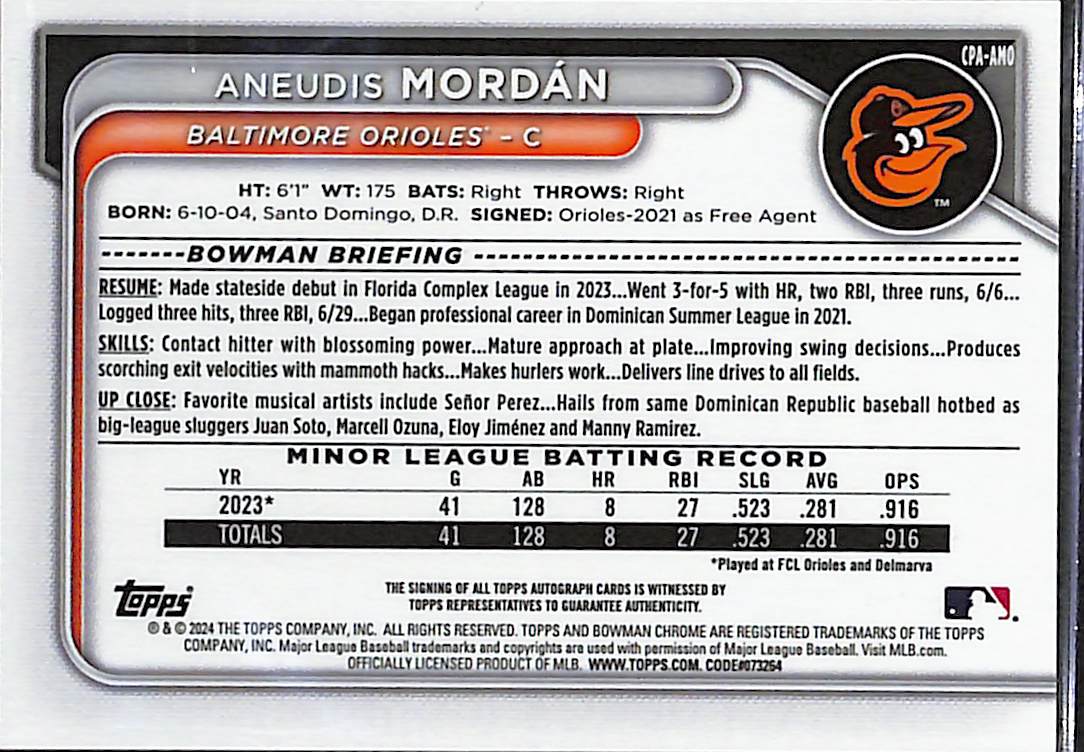 CPA-AMO
ANEUDIS MORDÁN
BALTIMORE ORIOLES® – C
TM
HT: 6'1" WT: 175 BATS: Right THROWS: Right
BORN: 6-10-04, Santo Domingo, D.R. SIGNED: Orioles-2021 as Free Agent
BOWMAN BRIEFING
RESUME: Made stateside debut in Florida Complex League in 2023...Went 3-for-5 with HR, two RBI, three runs, 6/6...
Logged three hits, three RBI, 6/29...Began professional career in Dominican Summer League in 2021.
SKILLS: Contact hitter with blossoming power...Mature approach at plate...Improving swing decisions...Produces
scorching exit velocities with mammoth hacks...Makes hurlers work...Delivers line drives to all fields.
UP CLOSE: Favorite musical artists include Señor Perez...Hails from same Dominican Republic baseball hotbed as
big-league sluggers Juan Soto, Marcell Ozuna, Eloy Jiménez and Manny Ramirez.
MINOR LEAGUE BATTING RECORD
YR G AB HR RBI SLG AVG OPS
2023* 41 128 8 27 .523 .281 .916
TOTALS 41 128 8 27 .523 .281 .916
*Played at FCL Orioles and Delmarva
topps
THE SIGNING OF ALL TOPPS AUTOGRAPH CARDS IS WITNESSED BY
TOPPS REPRESENTATIVES TO GUARANTEE AUTHENTICITY.
® & © 2024 THE TOPPS COMPANY, INC. ALL RIGHTS RESERVED. TOPPS AND BOWMAN CHROME ARE REGISTERED TRADEMARKS OF THE TOPPS
COMPANY, INC. Major League Baseball trademarks and copyrights are used with permission of Major League Baseball. Visit MLB.com.
OFFICIALLY LICENSED PRODUCT OF MLB. WWW.TOPPS.COM. CODE#073264